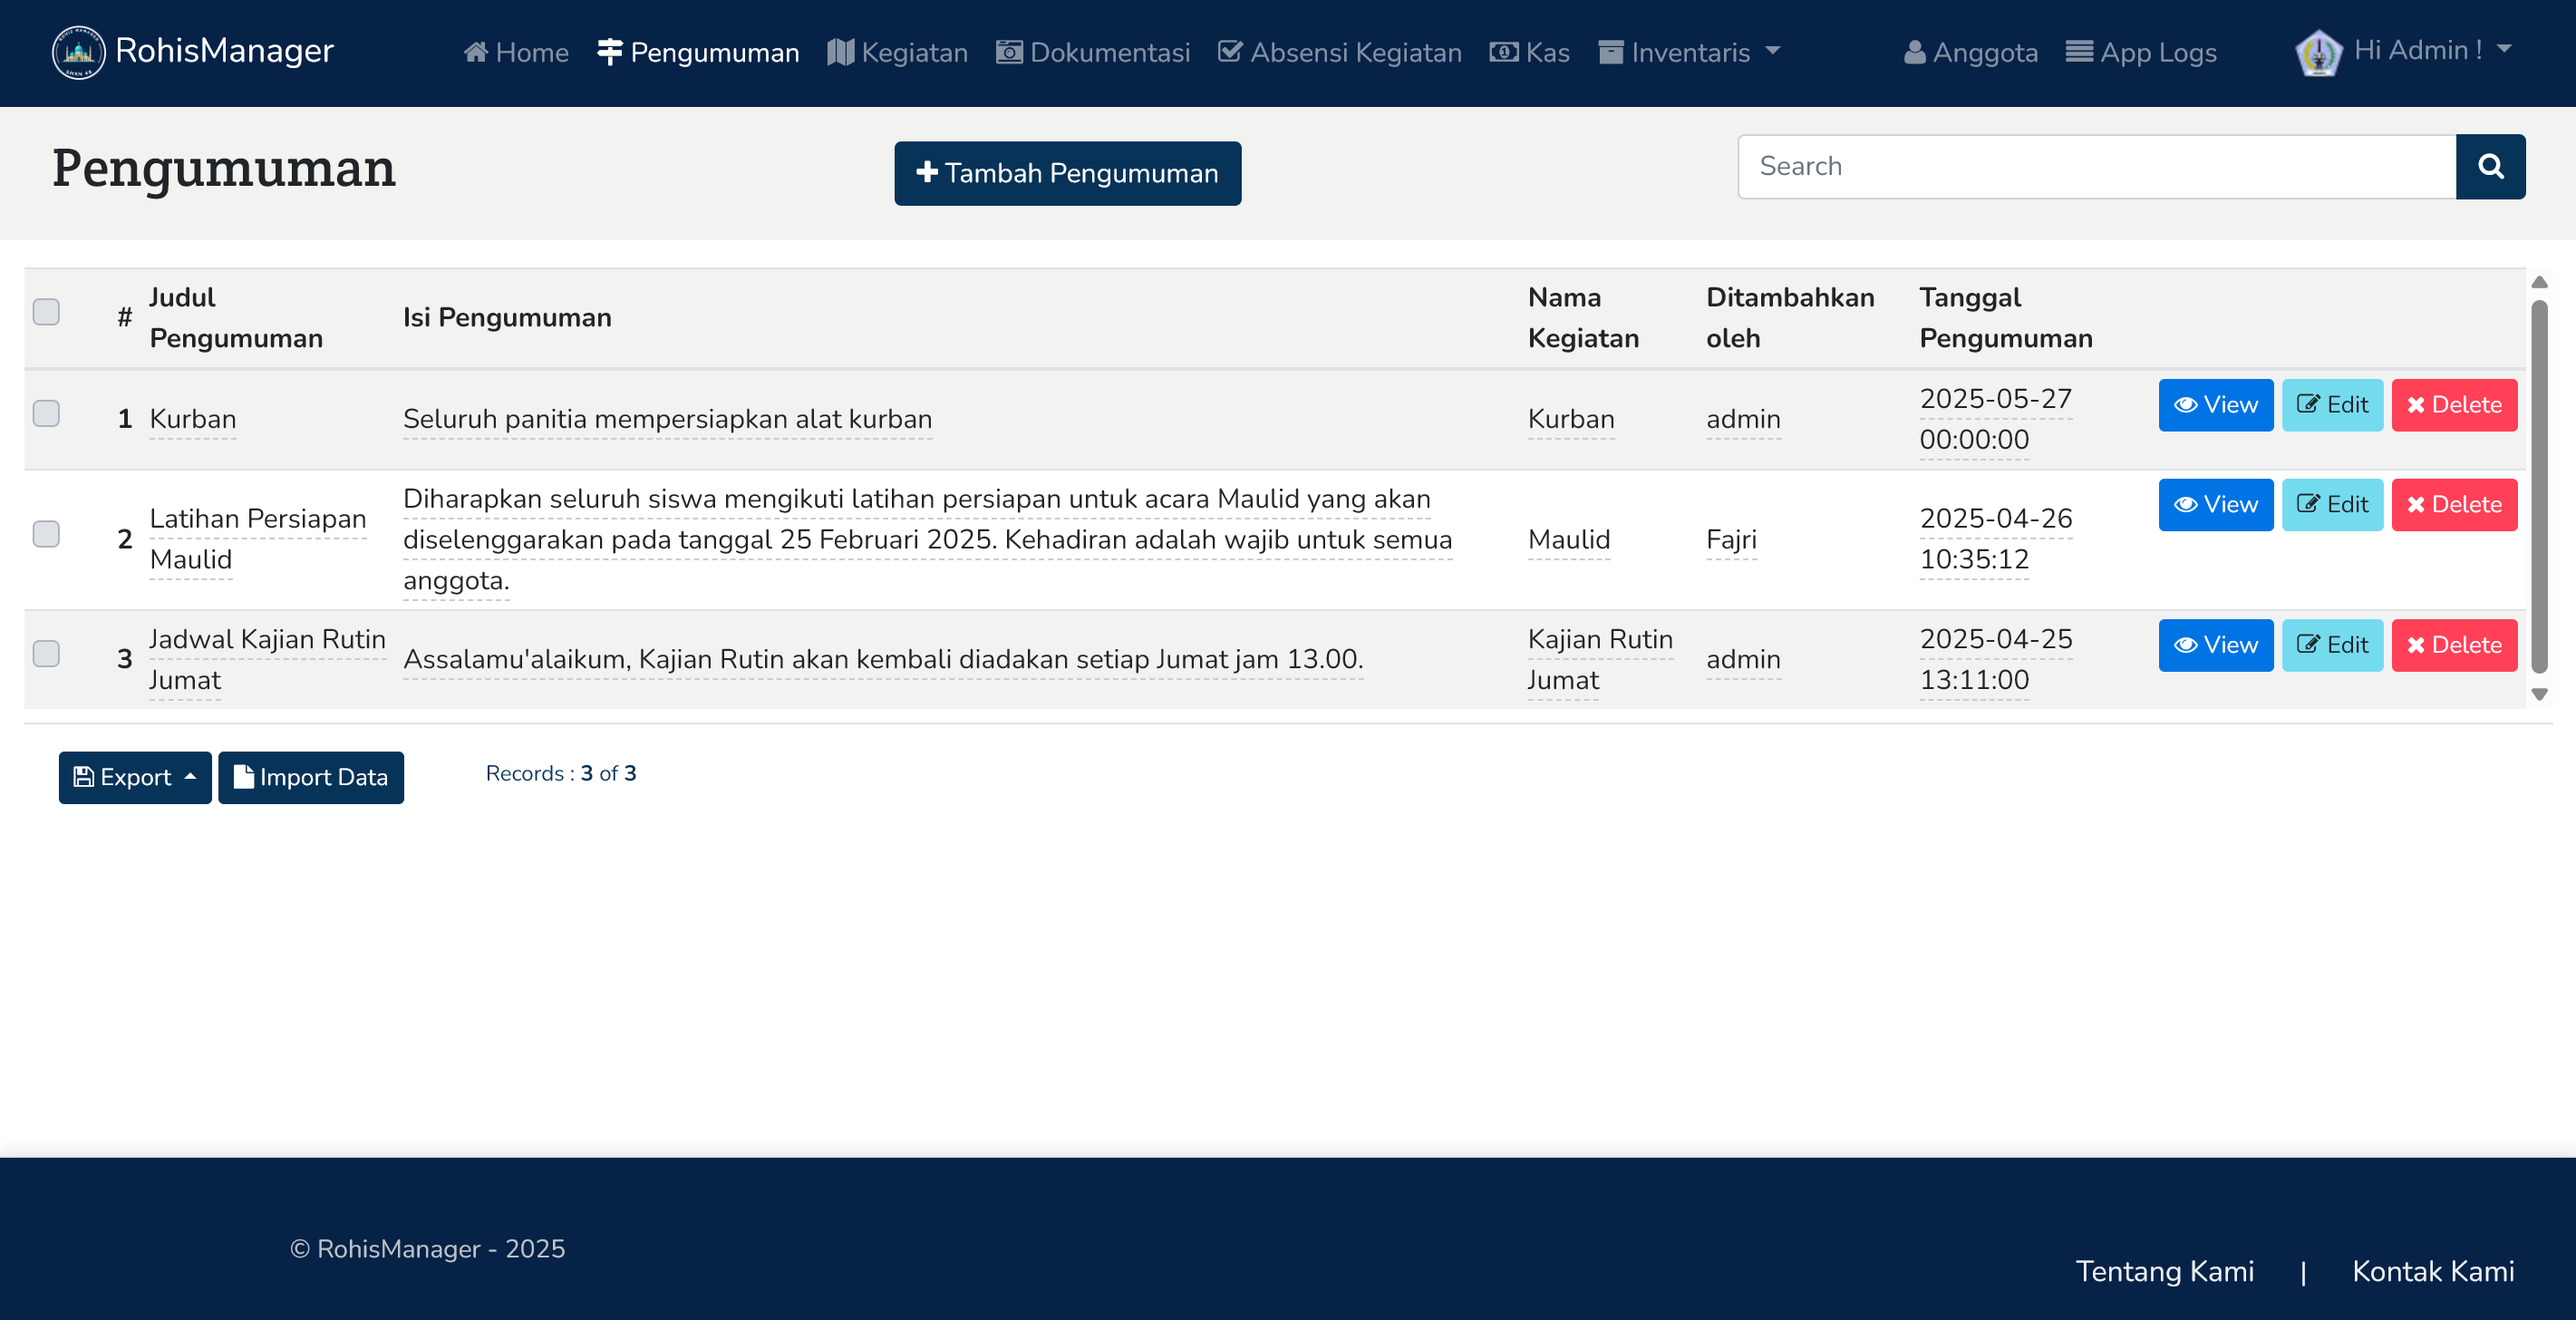 RohisManager Home Pengumuman Kegiatan Dokumentasi Absensi Kegiatan Kas Inventaris Anggota App Logs Hi Admin !
Pengumuman
+ Tambah Pengumuman
Search
#
Judul
Pengumuman
Isi Pengumuman
Nama
Kegiatan
Ditambahkan
oleh
Tanggal
Pengumuman
1
Kurban
Seluruh panitia mempersiapkan alat kurban
Kurban
admin
2025-05-27
00:00:00
View
Edit
Delete
2
Latihan Persiapan
Maulid
Diharapkan seluruh siswa mengikuti latihan persiapan untuk acara Maulid yang akan
diselenggarakan pada tanggal 25 Februari 2025. Kehadiran adalah wajib untuk semua
anggota.
Maulid
Fajri
2025-04-26
10:35:12
View
Edit
Delete
3
Jadwal Kajian Rutin
Jumat
Assalamu'alaikum, Kajian Rutin akan kembali diadakan setiap Jumat jam 13.00.
Kajian Rutin
Jumat
admin
2025-04-25
13:11:00
View
Edit
Delete
Export
Import Data
Records : 3 of 3
© RohisManager - 2025
Tentang Kami | Kontak Kami